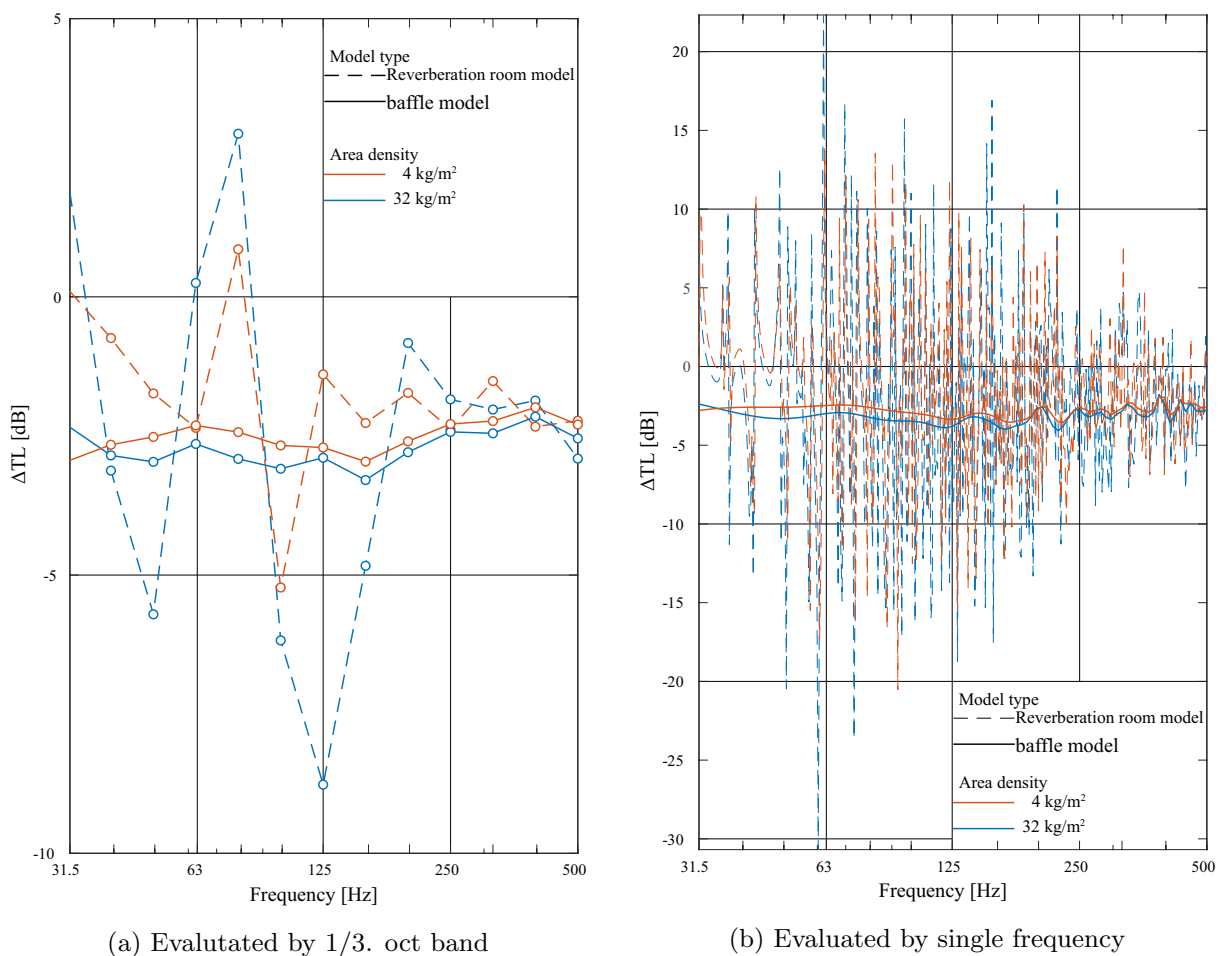 5
0
-5
-10
ΔTL [dB]
31.5
63
125
250
500
Frequency [Hz]
Model type
Reverberation room model
baffle model
Area density
4 kg/m²
32 kg/m²
(a) Evalutated by 1/3. oct band
20
15
10
5
0
-5
-10
-15
-20
-25
-30
ΔTL [dB]
31.5
63
125
250
500
Frequency [Hz]
Model type
Reverberation room model
baffle model
Area density
4 kg/m²
32 kg/m²
(b) Evaluated by single frequency